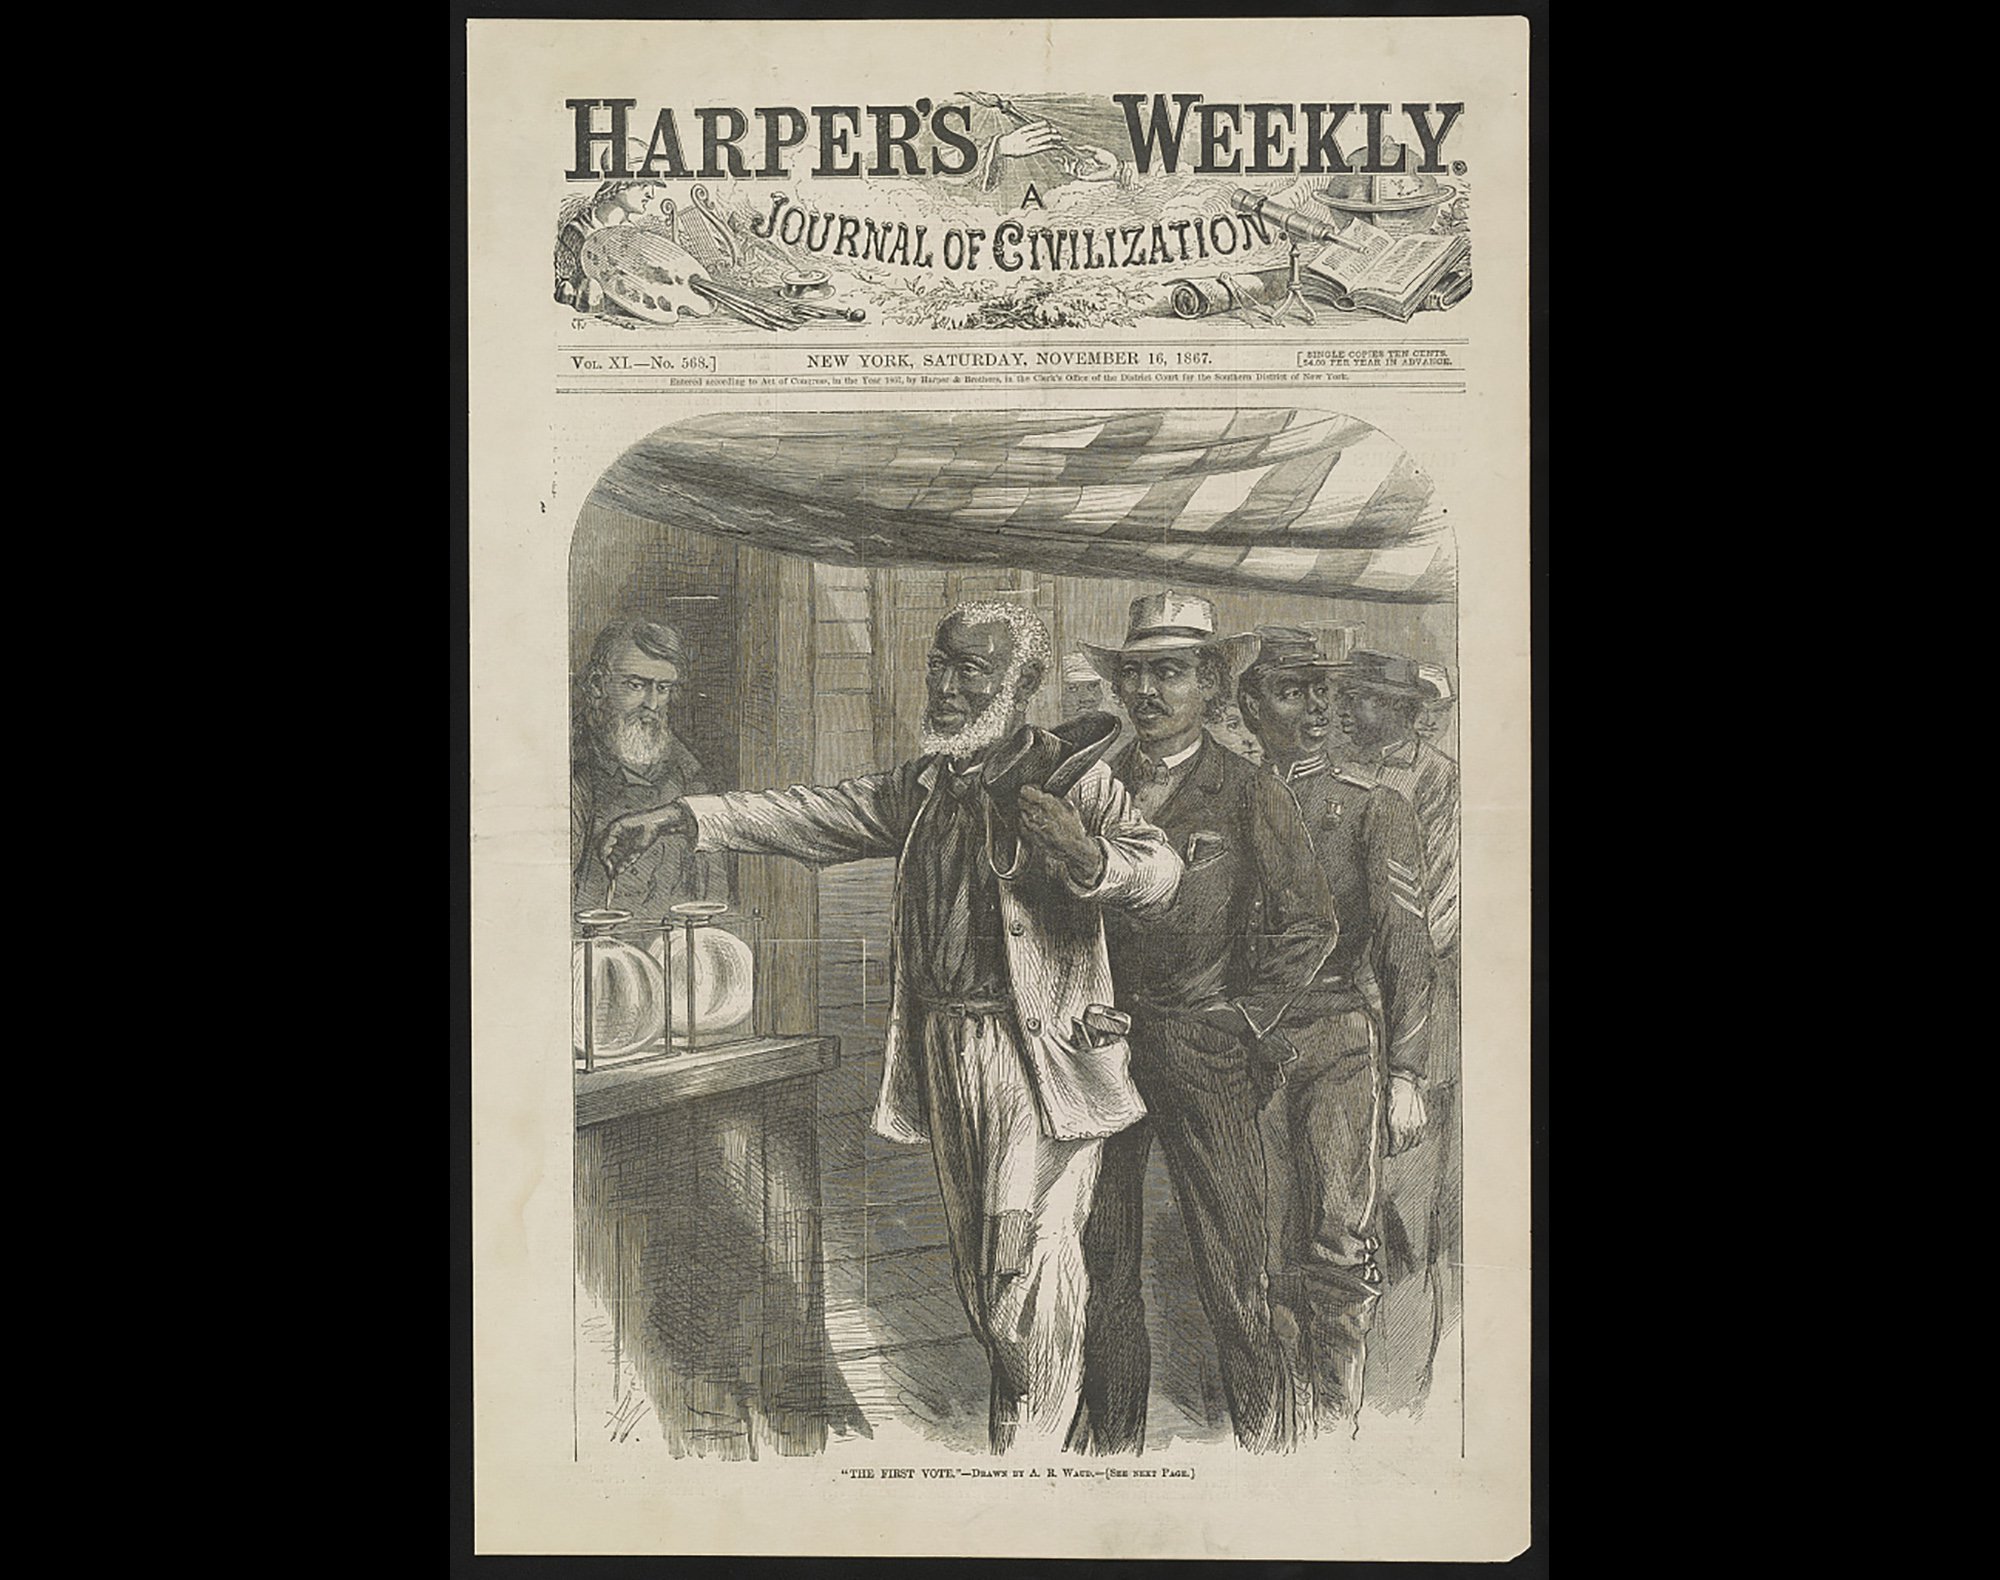 HARPER'S WEEKLY.
A
JOURNAL OF CIVILIZATION
VOL. XI.—No. 568.] NEW YORK, SATURDAY, NOVEMBER 16, 1867. [SINGLE COPIES TEN CENTS.
$4.00 PER YEAR IN ADVANCE.
Entered according to Act of Congress, in the Year 1867, by Harper & Brothers, in the Clerk's Office of the District Court for the Southern District of New York.
"THE FIRST VOTE."—DRAWN BY A. R. WAUD.—[SEE NEXT PAGE.]